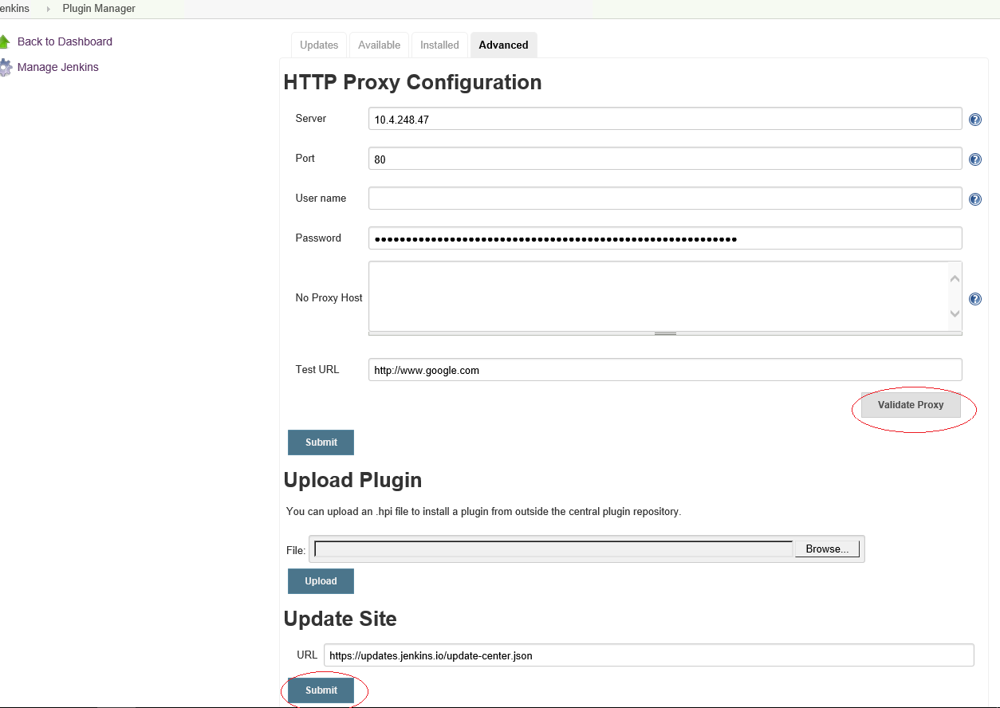 enkins Plugin Manager
Back to Dashboard
Manage Jenkins
Updates Available Installed Advanced
HTTP Proxy Configuration
Server 10.4.248.47
Port 80
User name
Password ••••••••••••••••••••••••••••••••••••••••••••••••••••••••••
No Proxy Host
Test URL http://www.google.com
Validate Proxy
Submit
Upload Plugin
You can upload an .hpi file to install a plugin from outside the central plugin repository.
File: Browse...
Upload
Update Site
URL https://updates.jenkins.io/update-center.json
Submit